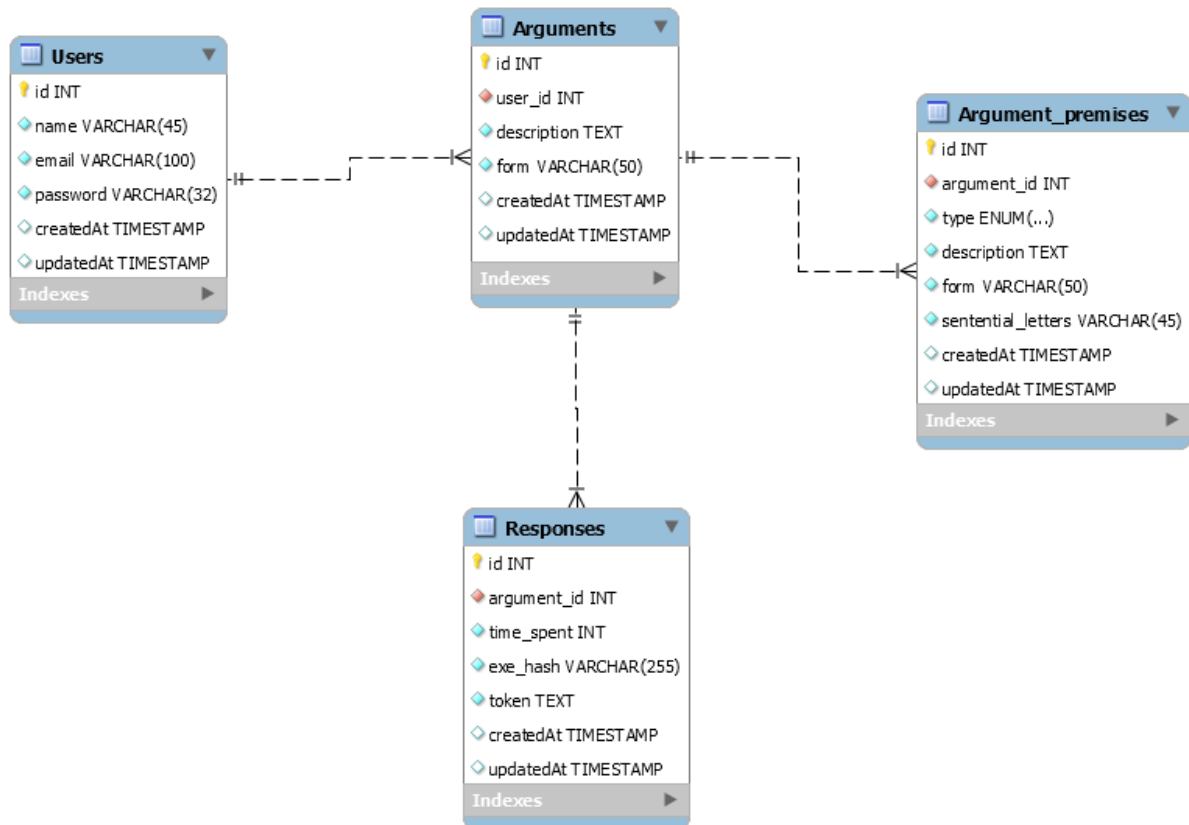 Users
id INT
name VARCHAR(45)
email VARCHAR(100)
password VARCHAR(32)
createdAt TIMESTAMP
updatedAt TIMESTAMP
Indexes
Arguments
id INT
user_id INT
description TEXT
form VARCHAR(50)
createdAt TIMESTAMP
updatedAt TIMESTAMP
Indexes
Argument_premises
id INT
argument_id INT
type ENUM(...)
description TEXT
form VARCHAR(50)
sentential_letters VARCHAR(45)
createdAt TIMESTAMP
updatedAt TIMESTAMP
Indexes
Responses
id INT
argument_id INT
time_spent INT
exe_hash VARCHAR(255)
token TEXT
createdAt TIMESTAMP
updatedAt TIMESTAMP
Indexes